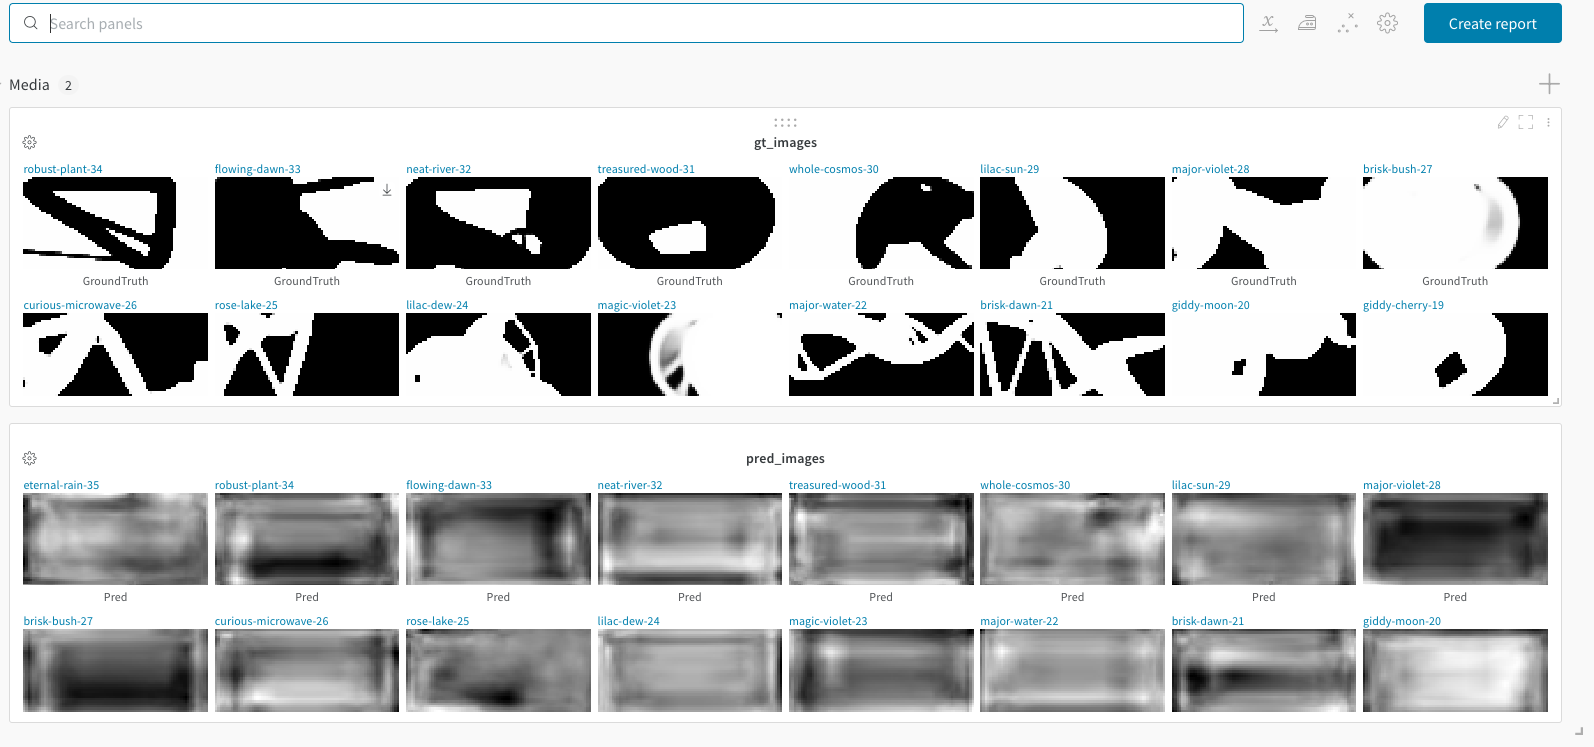 Search panels
Create report
Media 2
gt_images
robust-plant-34 flowing-dawn-33 neat-river-32 treasured-wood-31 whole-cosmos-30 lilac-sun-29 major-violet-28 brisk-bush-27
GroundTruth GroundTruth GroundTruth GroundTruth GroundTruth GroundTruth GroundTruth GroundTruth
curious-microwave-26 rose-lake-25 lilac-dew-24 magic-violet-23 major-water-22 brisk-dawn-21 giddy-moon-20 giddy-cherry-19
pred_images
eternal-rain-35 robust-plant-34 flowing-dawn-33 neat-river-32 treasured-wood-31 whole-cosmos-30 lilac-sun-29 major-violet-28
Pred Pred Pred Pred Pred Pred Pred Pred
brisk-bush-27 curious-microwave-26 rose-lake-25 lilac-dew-24 magic-violet-23 major-water-22 brisk-dawn-21 giddy-moon-20